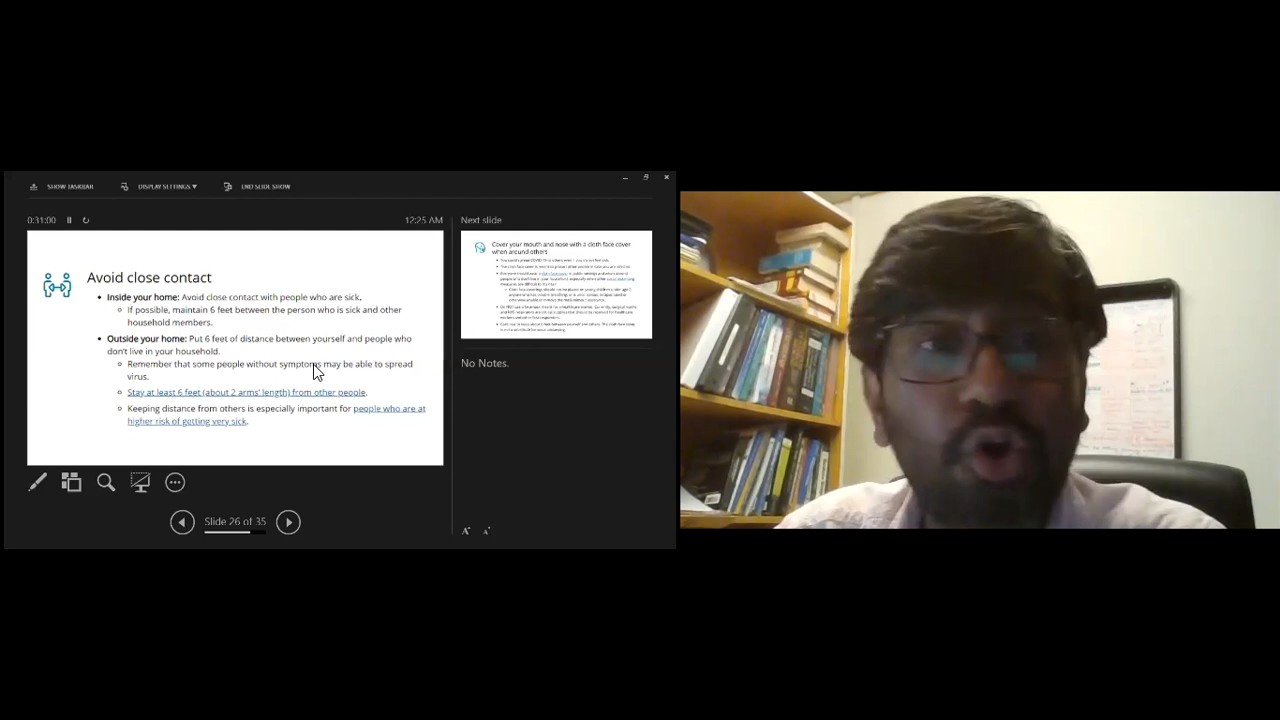 SHOW TASKBAR
DISPLAY SETTINGS ▾
END SLIDE SHOW
0:31:00
12:25 AM
Avoid close contact
• Inside your home: Avoid close contact with people who are sick.
○ If possible, maintain 6 feet between the person who is sick and other
household members.
• Outside your home: Put 6 feet of distance between yourself and people who
don't live in your household.
○ Remember that some people without symptoms may be able to spread
virus.
○ Stay at least 6 feet (about 2 arms' length) from other people.
○ Keeping distance from others is especially important for people who are at
higher risk of getting very sick.
Slide 26 of 35
Next slide
Cover your mouth and nose with a cloth face cover
when around others
No Notes.
A
A